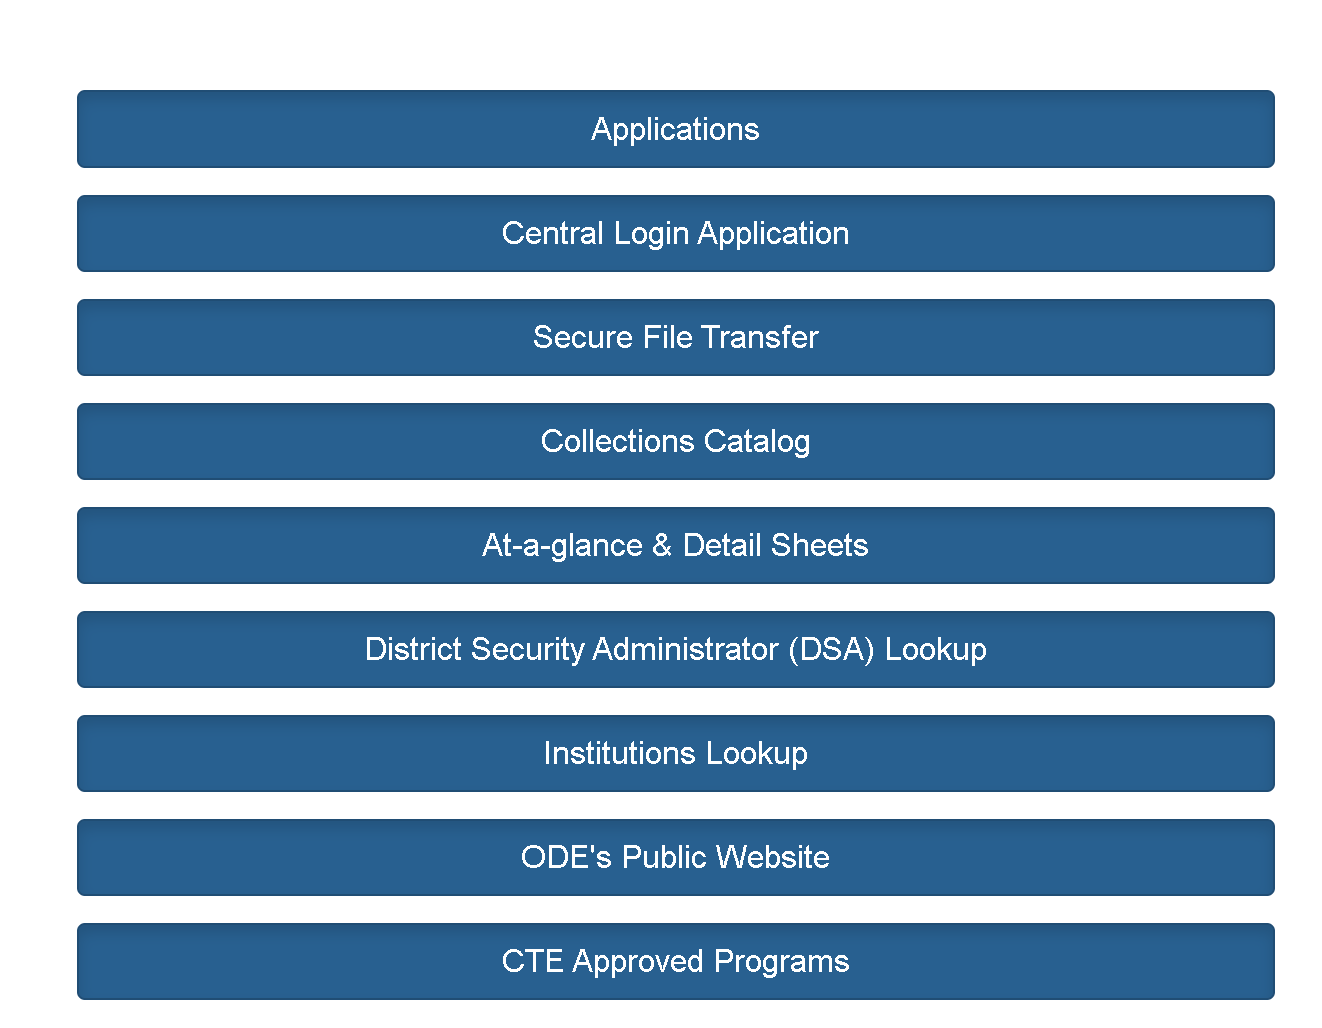 Applications
Central Login Application
Secure File Transfer
Collections Catalog
At-a-glance & Detail Sheets
District Security Administrator (DSA) Lookup
Institutions Lookup
ODE's Public Website
CTE Approved Programs